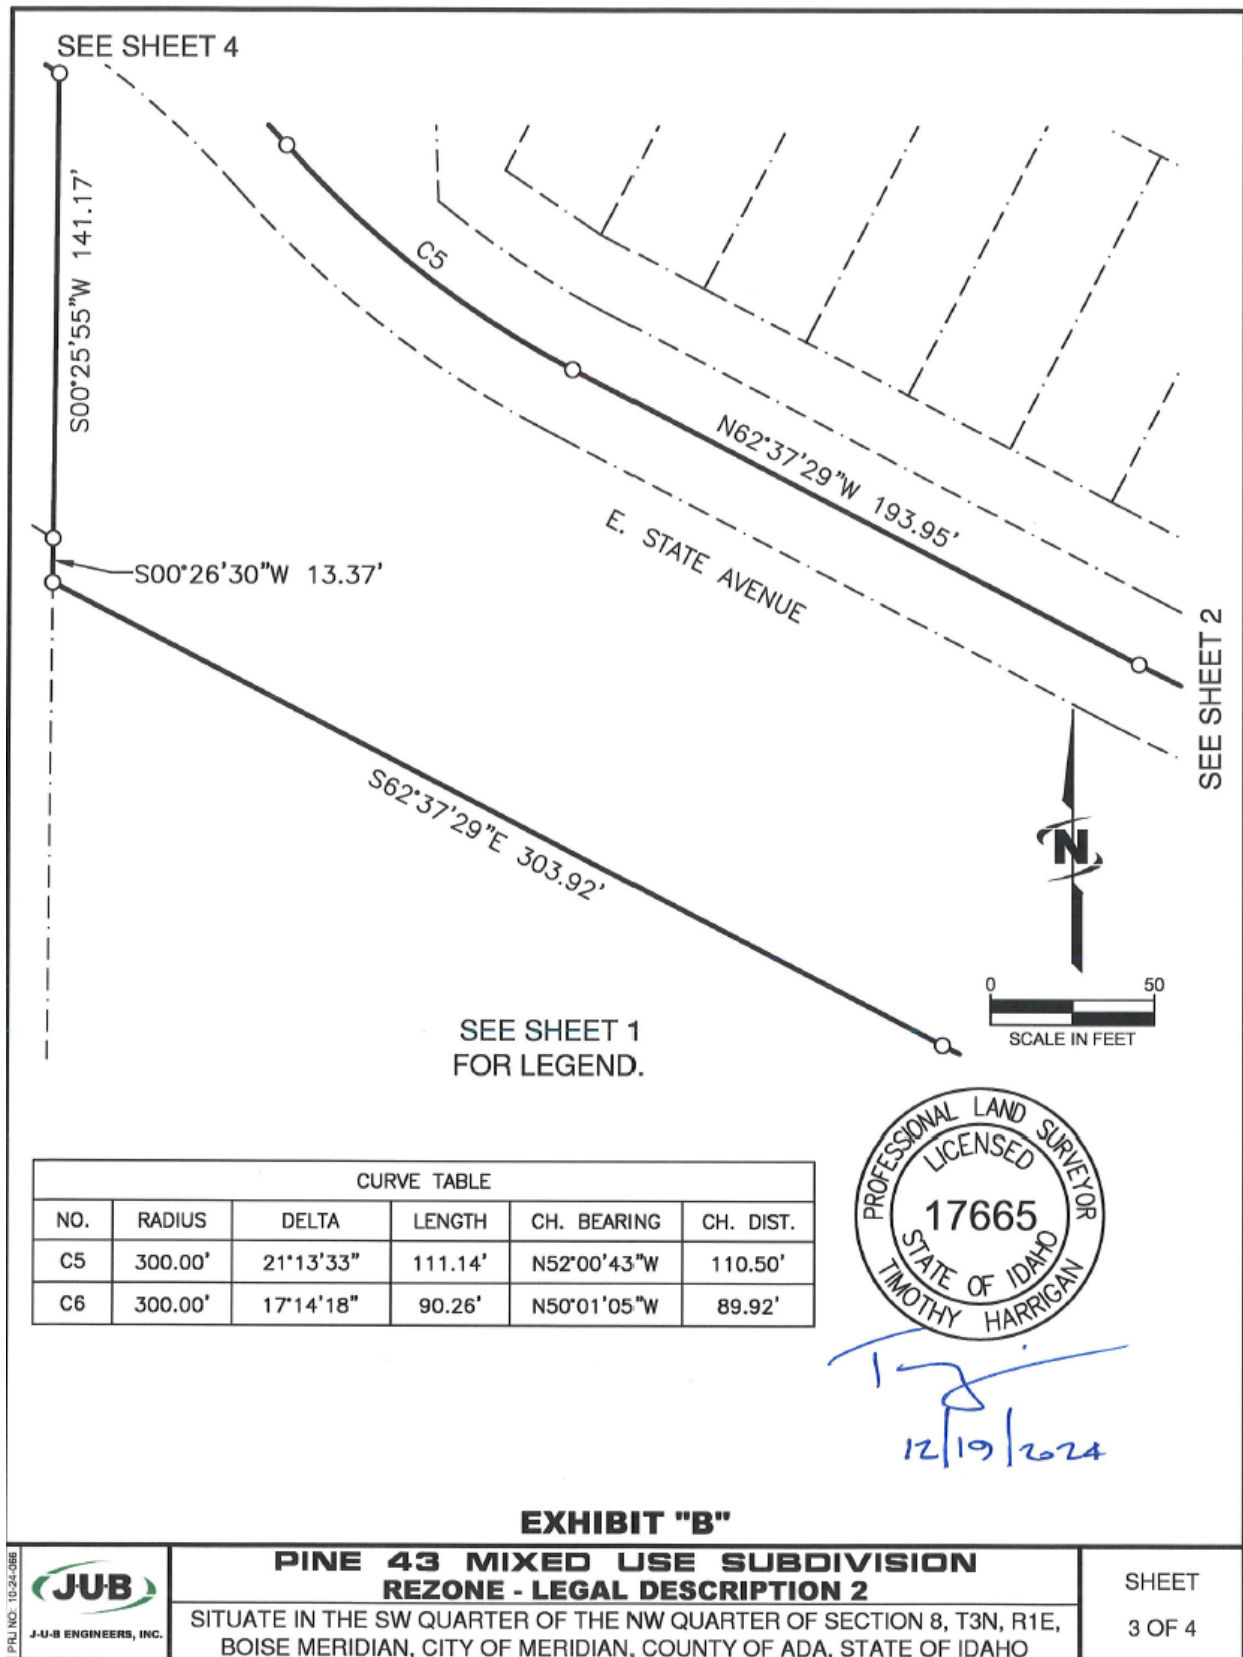 SEE SHEET 4
S00°25'55"W 141.17'
C5
N62°37'29"W 193.95'
E. STATE AVENUE
S00°26'30"W 13.37'
SEE SHEET 2
S62°37'29"E 303.92'
N
0 50
SCALE IN FEET
SEE SHEET 1
FOR LEGEND.
CURVE TABLE
NO. RADIUS DELTA LENGTH CH. BEARING CH. DIST.
C5 300.00' 21°13'33" 111.14' N52°00'43"W 110.50'
C6 300.00' 17°14'18" 90.26' N50°01'05"W 89.92'
PROFESSIONAL LAND SURVEYOR
LICENSED
17665
STATE OF IDAHO
TIMOTHY HARRIGAN
12/19/2024
EXHIBIT "B"
PRJ NO: 10-24-066
J·U·B
J-U-B ENGINEERS, INC.
PINE 43 MIXED USE SUBDIVISION
REZONE - LEGAL DESCRIPTION 2
SITUATE IN THE SW QUARTER OF THE NW QUARTER OF SECTION 8, T3N, R1E,
BOISE MERIDIAN, CITY OF MERIDIAN, COUNTY OF ADA, STATE OF IDAHO
SHEET
3 OF 4